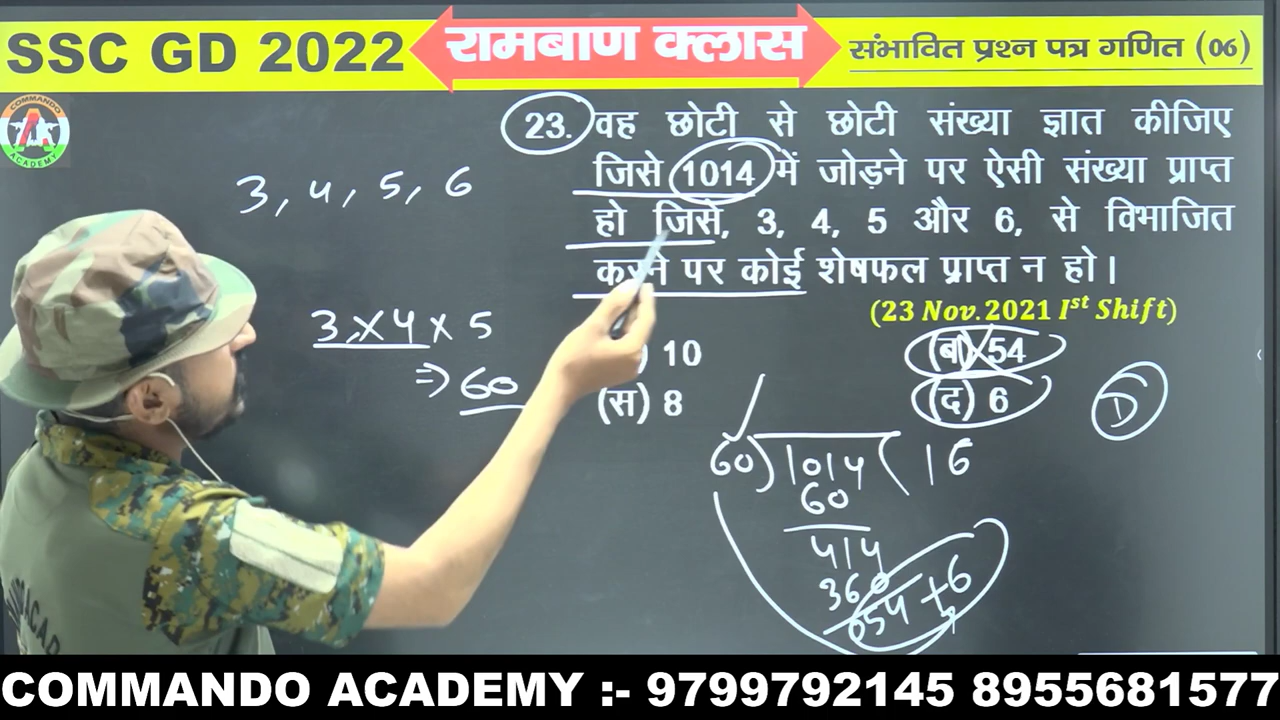 SSC GD 2022
रामबाण क्लास
संभावित प्रश्न पत्र गणित (06)
COMMANDO
ACADEMY
23. वह छोटी से छोटी संख्या ज्ञात कीजिए
जिसे 1014 में जोड़ने पर ऐसी संख्या प्राप्त
हो जिसे, 3, 4, 5 और 6, से विभाजित
करने पर कोई शेषफल प्राप्त न हो।
(23 Nov.2021 Ist Shift)
) 10
(ब) 54
(स) 8
(द) 6
D
3, 4, 5, 6
3 × 4 × 5
⇒ 60
60) 1014 ( 16
60
414
360
054 + 6
COMMANDO ACADEMY :- 9799792145 8955681577